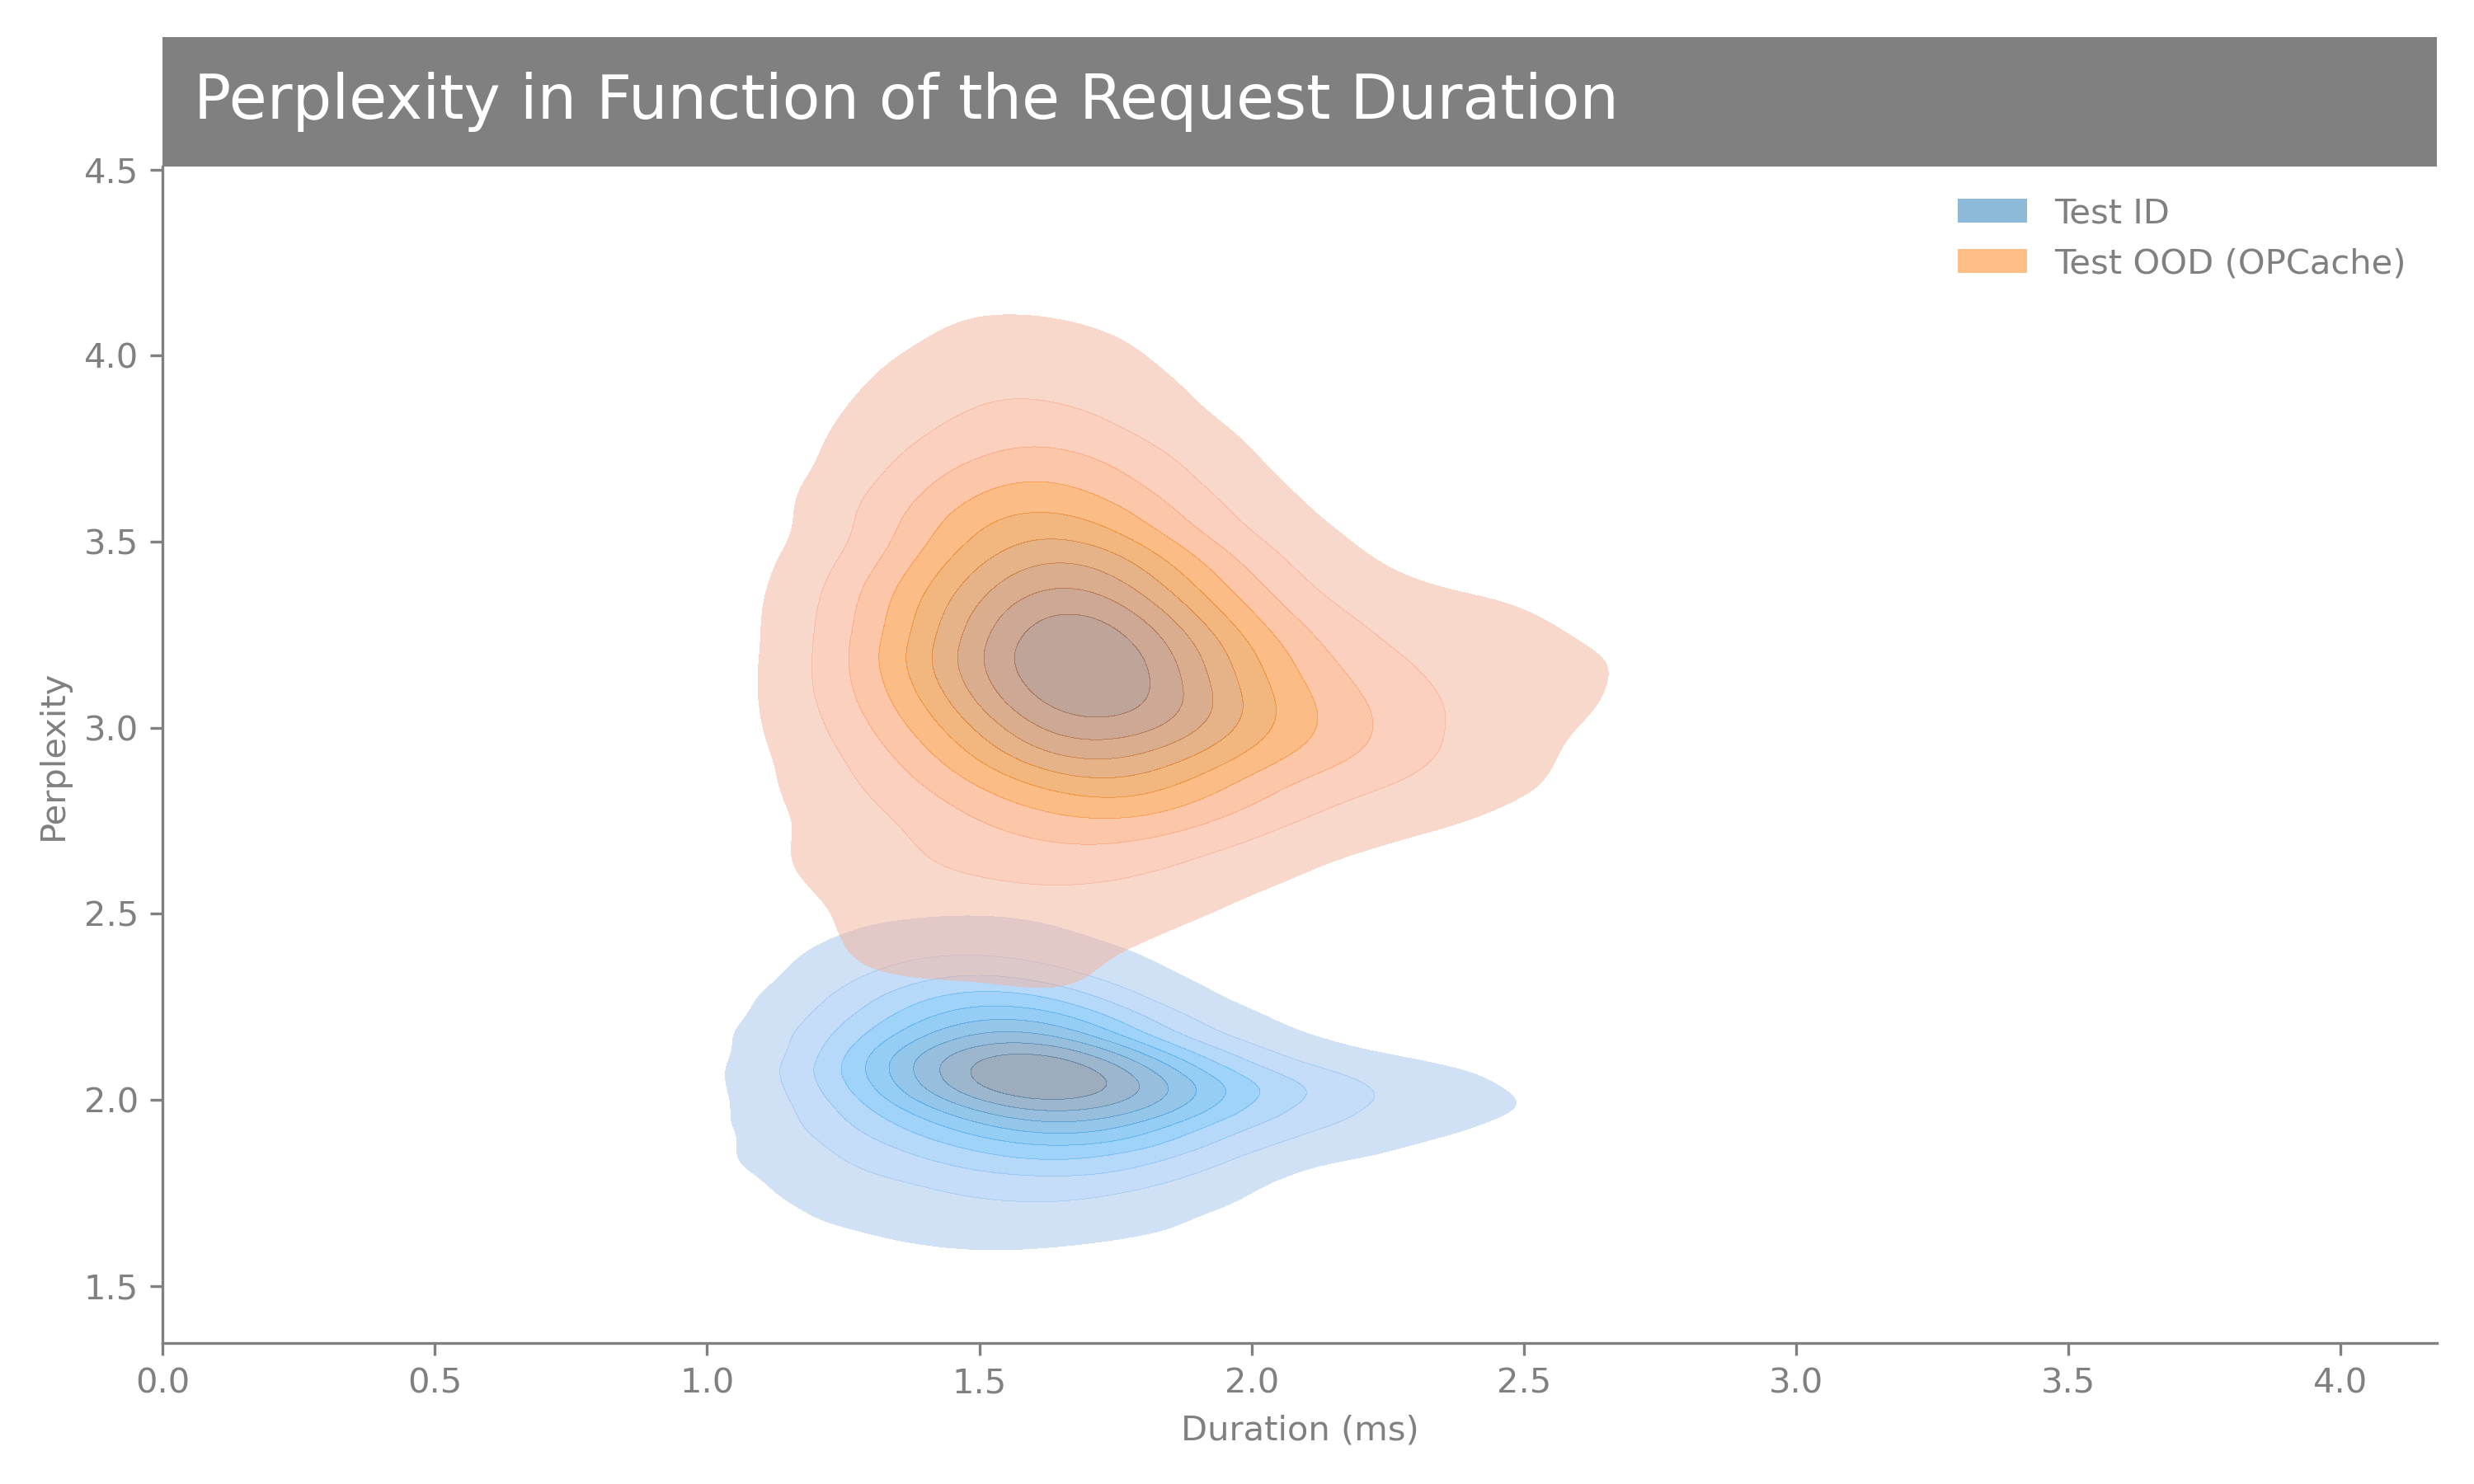 Perplexity in Function of the Request Duration
Test ID
Test OOD (OPCache)
4.5
4.0
3.5
3.0
2.5
2.0
1.5
Perplexity
0.0 0.5 1.0 1.5 2.0 2.5 3.0 3.5 4.0
Duration (ms)